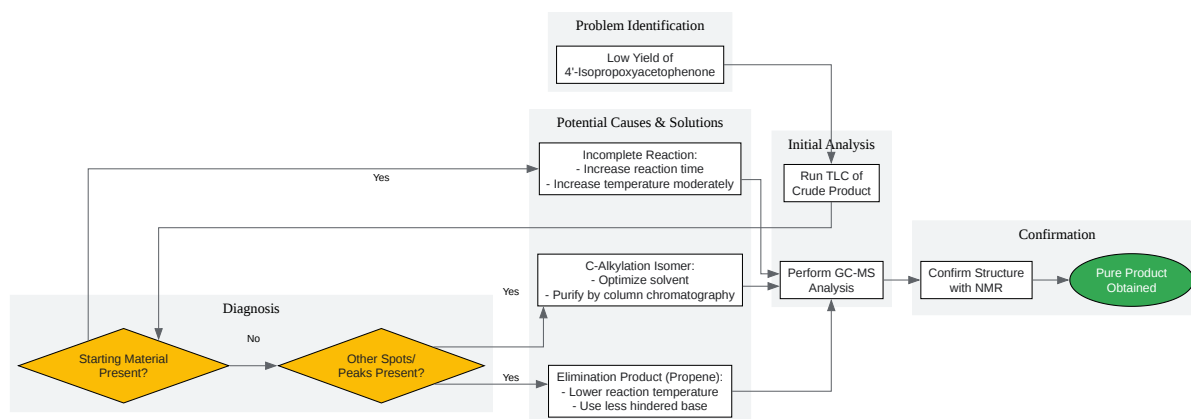 Problem Identification
Low Yield of
4'-Isopropoxyacetophenone
Potential Causes & Solutions
Initial Analysis
Incomplete Reaction:
- Increase reaction time
- Increase temperature moderately
Yes
Run TLC of
Crude Product
Confirmation
C-Alkylation Isomer:
- Optimize solvent
- Purify by column chromatography
Perform GC-MS
Analysis
Confirm Structure
with NMR
Pure Product
Obtained
Yes
Diagnosis
No
Starting Material
Present?
Other Spots/
Peaks Present?
Yes
Elimination Product (Propene):
- Lower reaction temperature
- Use less hindered base